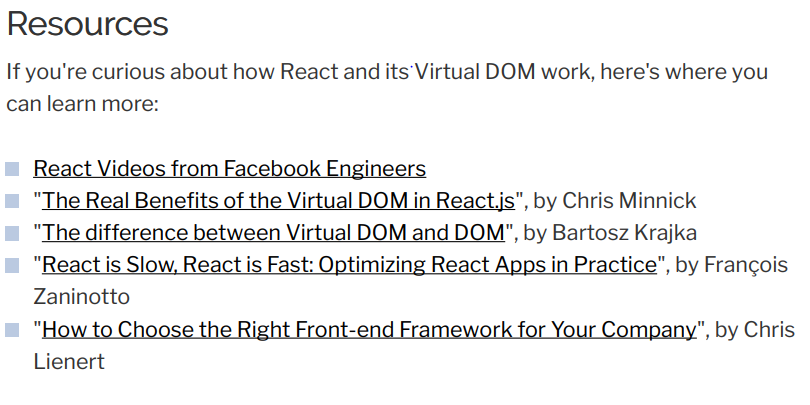 Resources
If you're curious about how React and its Virtual DOM work, here's where you
can learn more:
React Videos from Facebook Engineers
"The Real Benefits of the Virtual DOM in React.js", by Chris Minnick
"The difference between Virtual DOM and DOM", by Bartosz Krajka
"React is Slow, React is Fast: Optimizing React Apps in Practice", by François
Zaninotto
"How to Choose the Right Front-end Framework for Your Company", by Chris
Lienert